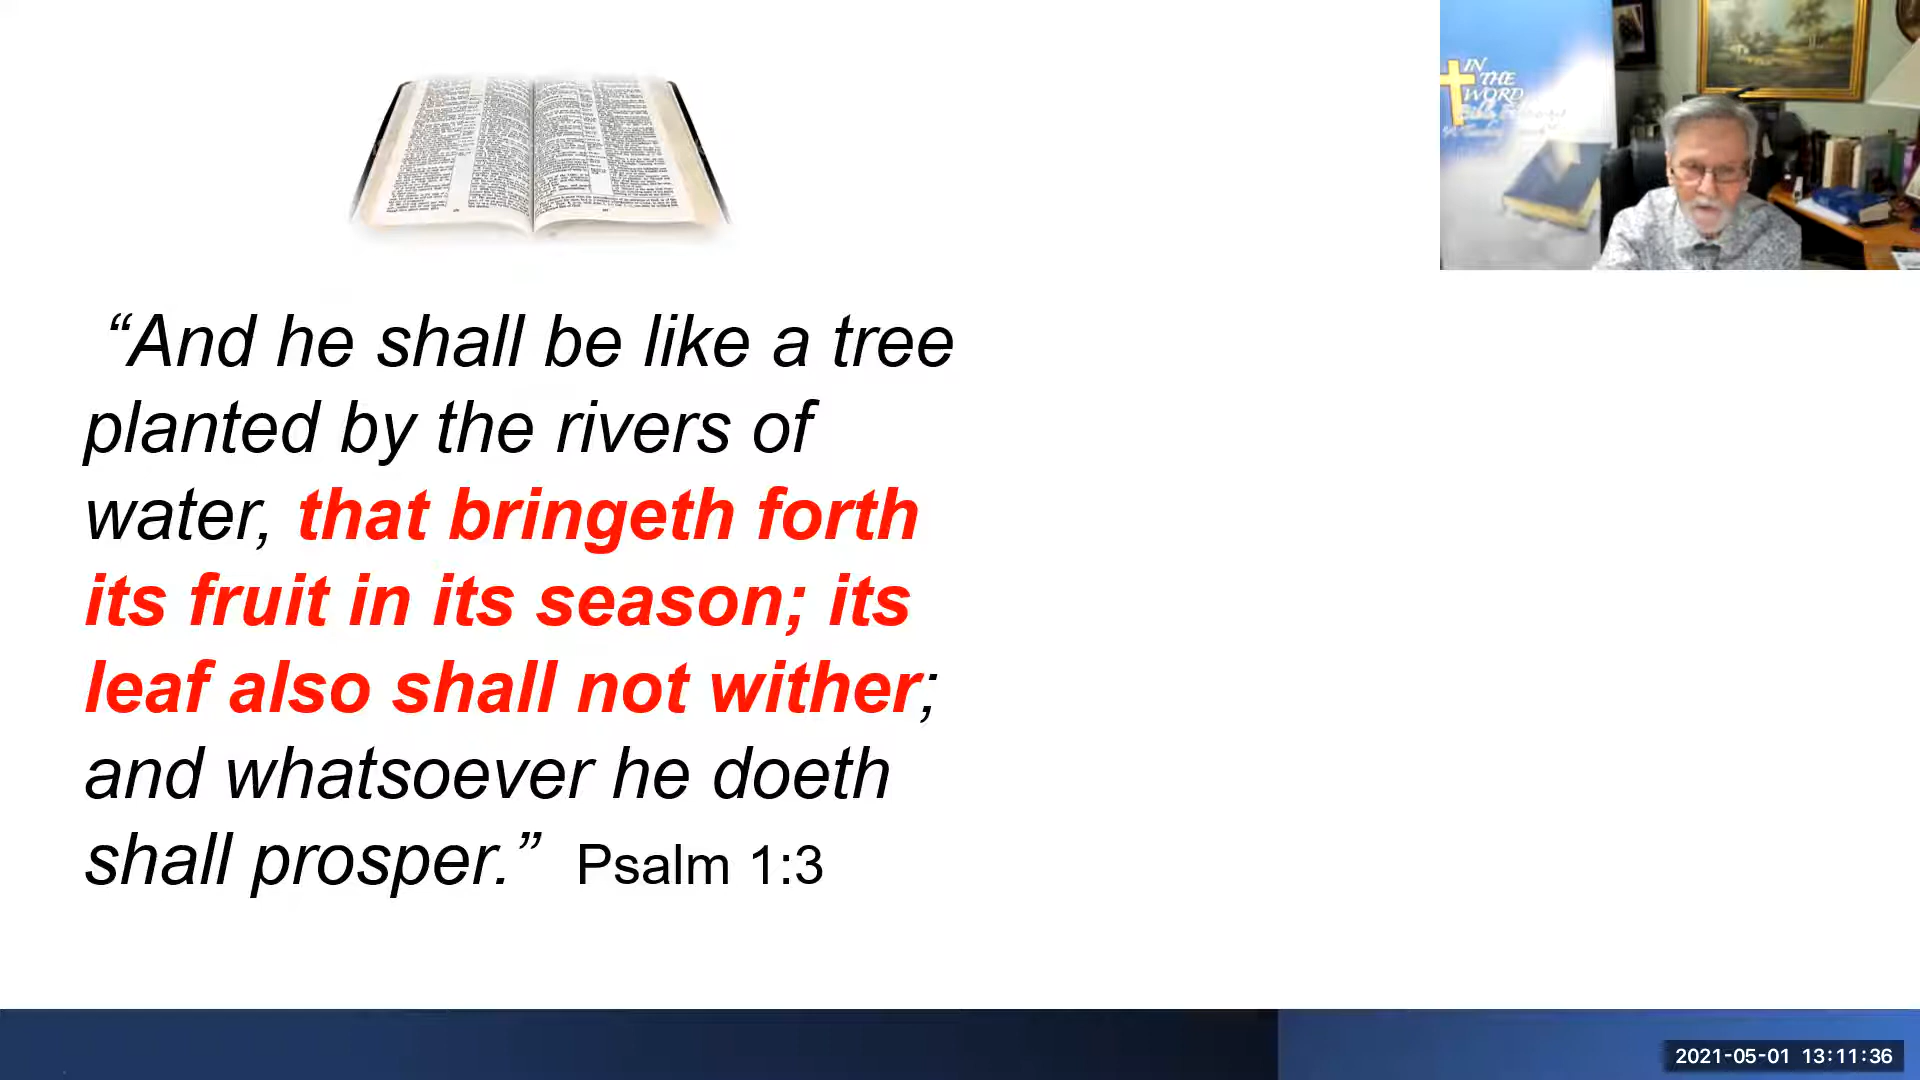 “And he shall be like a tree
planted by the rivers of
water, that bringeth forth
its fruit in its season; its
leaf also shall not wither;
and whatsoever he doeth
shall prosper.” Psalm 1:3
IN
THE
WORD
2021-05-01 13:11:36